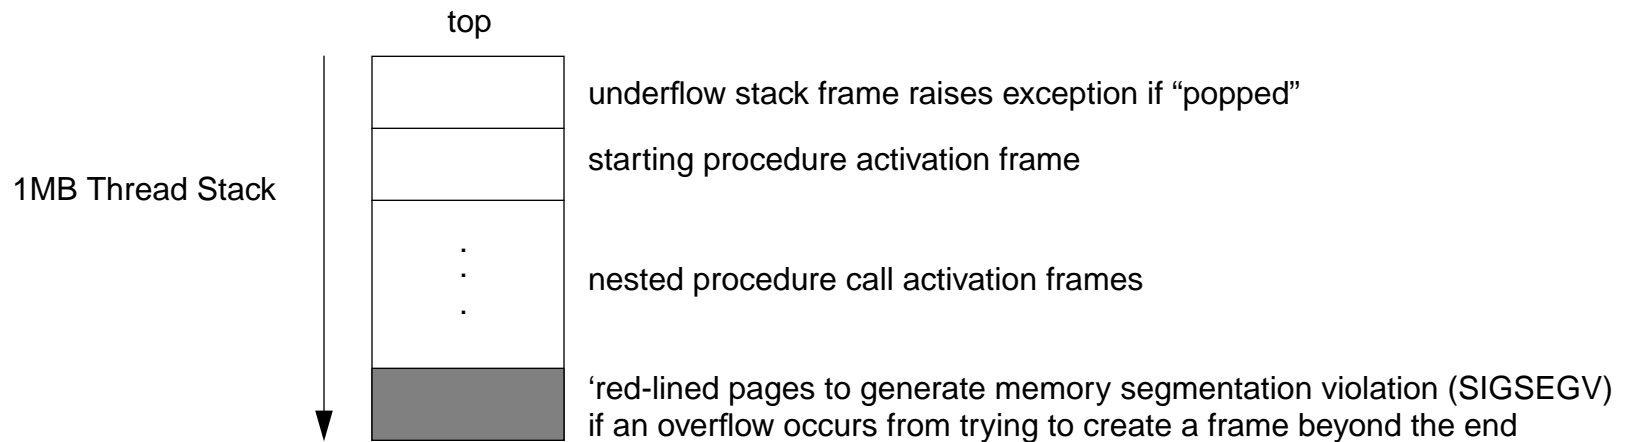 top
underflow stack frame raises exception if “popped”
starting procedure activation frame
1MB Thread Stack
nested procedure call activation frames
‘red-lined pages to generate memory segmentation violation (SIGSEGV)
if an overflow occurs from trying to create a frame beyond the end